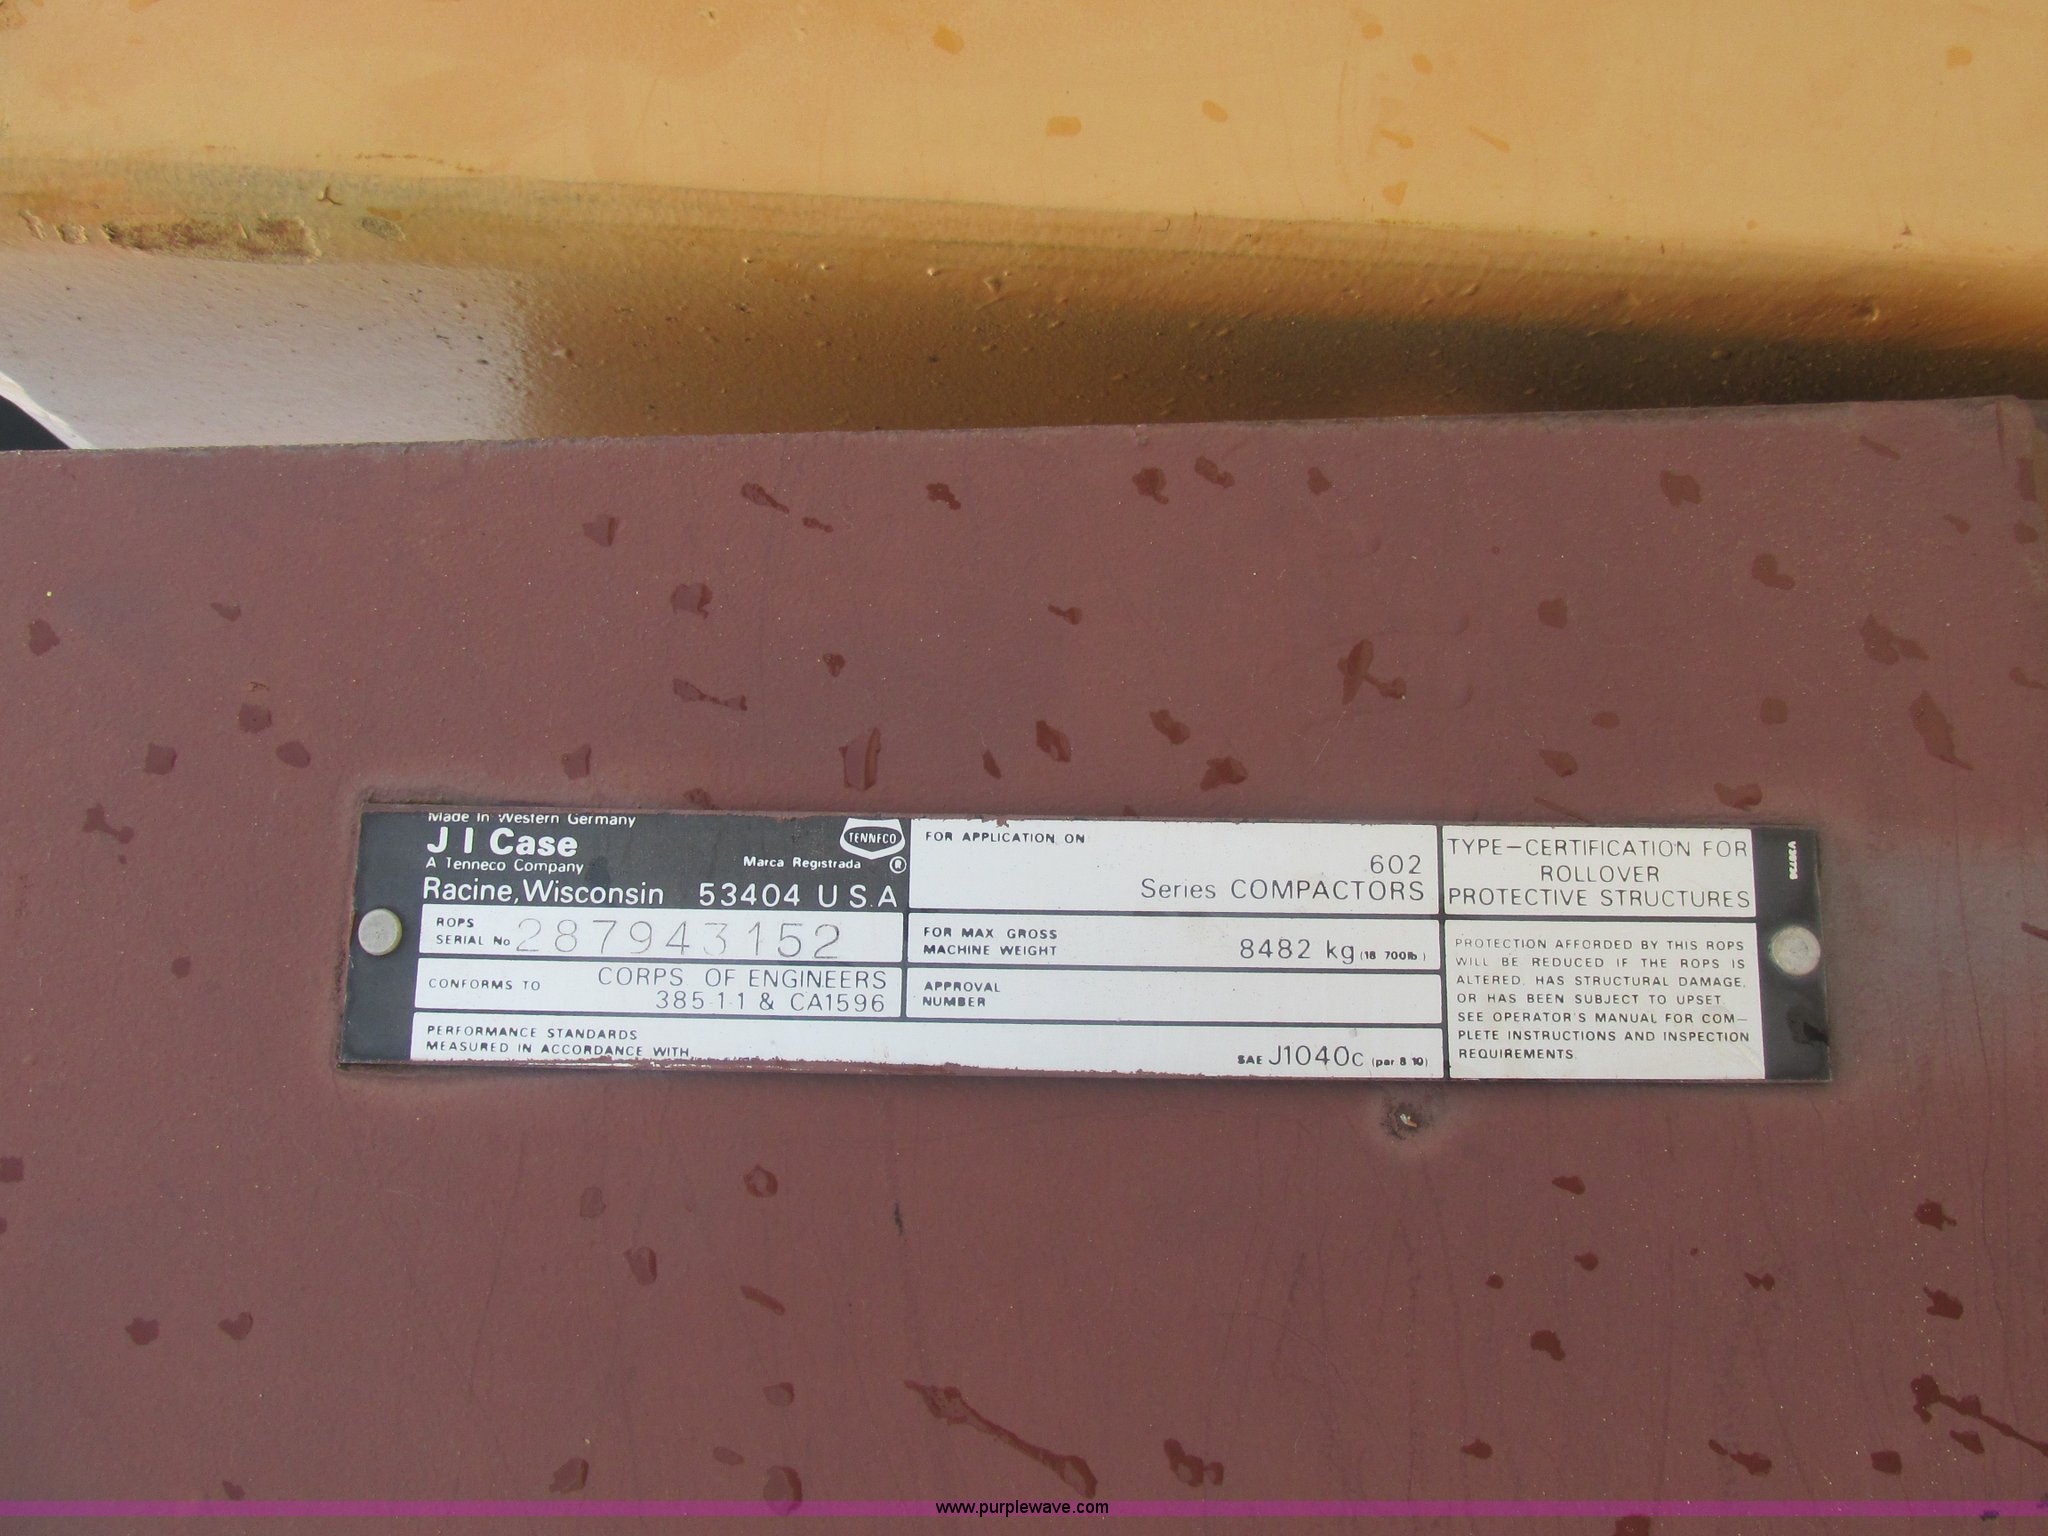 Made in Western Germany
J I Case
A Tenneco Company
TENNECO
Marca Registrada ®
Racine, Wisconsin 53404 U S.A
ROPS
SERIAL No 287943152
CONFORMS TO CORPS OF ENGINEERS
385-1-1 & CA1596
PERFORMANCE STANDARDS
MEASURED IN ACCORDANCE WITH
SAE J1040c (par 8 10)
FOR APPLICATION ON
602
Series COMPACTORS
FOR MAX GROSS
MACHINE WEIGHT 8482 kg (18 700lb)
APPROVAL
NUMBER
TYPE-CERTIFICATION FOR
ROLLOVER
PROTECTIVE STRUCTURES
PROTECTION AFFORDED BY THIS ROPS
WILL BE REDUCED IF THE ROPS IS
ALTERED, HAS STRUCTURAL DAMAGE,
OR HAS BEEN SUBJECT TO UPSET.
SEE OPERATOR'S MANUAL FOR COM-
PLETE INSTRUCTIONS AND INSPECTION
REQUIREMENTS.
www.purplewave.com